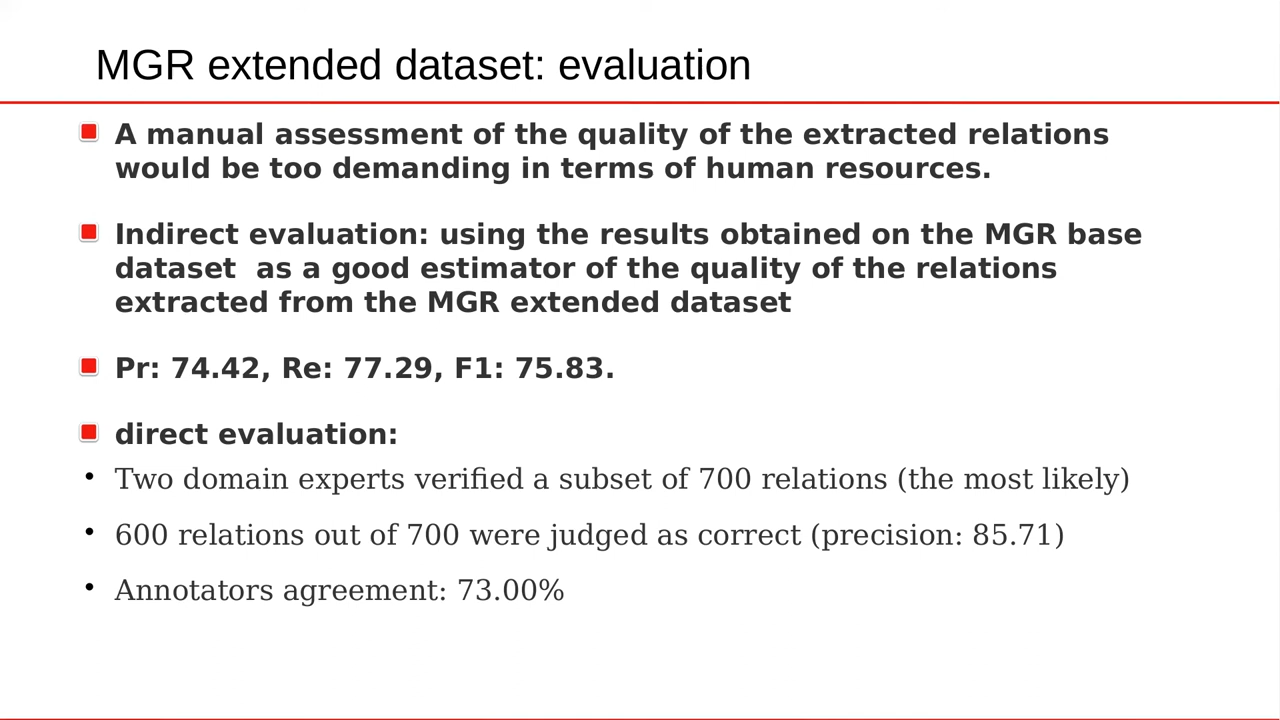 MGR extended dataset: evaluation
A manual assessment of the quality of the extracted relations
would be too demanding in terms of human resources.
Indirect evaluation: using the results obtained on the MGR base
dataset  as a good estimator of the quality of the relations
extracted from the MGR extended dataset
Pr: 74.42, Re: 77.29, F1: 75.83.
direct evaluation:
• Two domain experts verified a subset of 700 relations (the most likely)
• 600 relations out of 700 were judged as correct (precision: 85.71)
• Annotators agreement: 73.00%